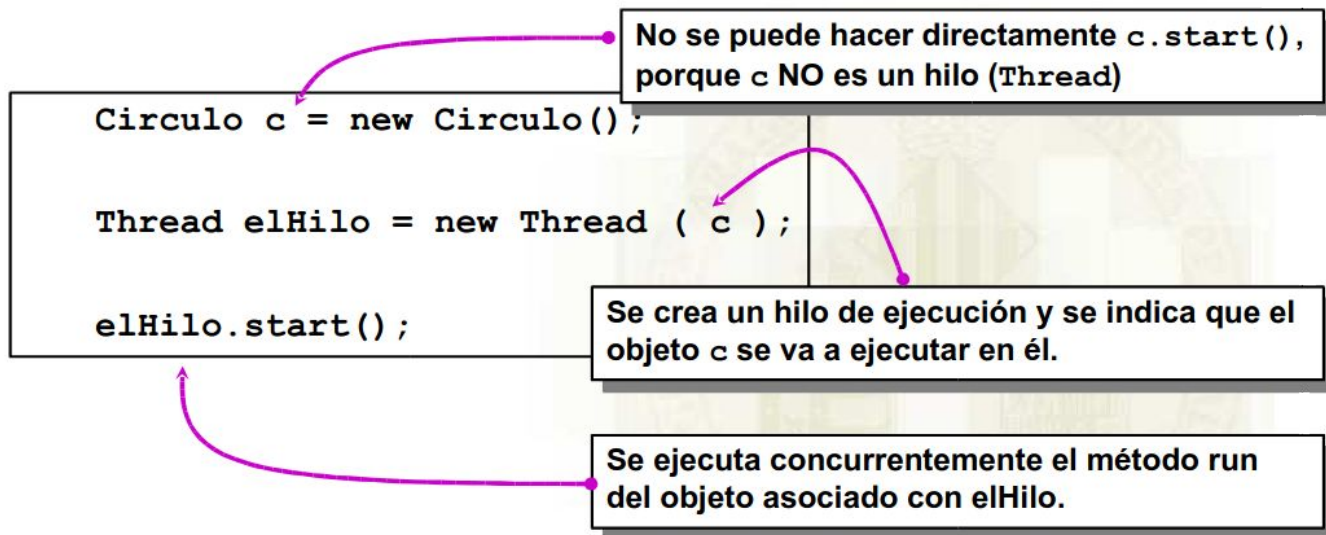 No se puede hacer directamente c.start(),
porque c NO es un hilo (Thread)
Circulo c = new Circulo();
Thread elHilo = new Thread ( c );
elHilo.start();
Se crea un hilo de ejecución y se indica que el
objeto c se va a ejecutar en él.
Se ejecuta concurrentemente el método run
del objeto asociado con elHilo.